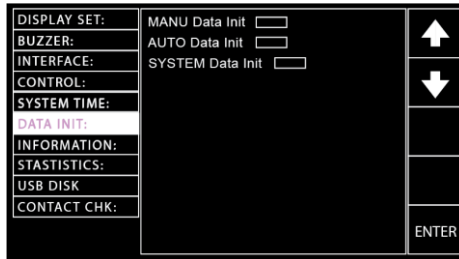 DISPLAY SET:
BUZZER:
INTERFACE:
CONTROL:
SYSTEM TIME:
DATA INIT:
INFORMATION:
STASTISTICS:
USB DISK
CONTACT CHK:
MANU Data Init
AUTO Data Init
SYSTEM Data Init
ENTER